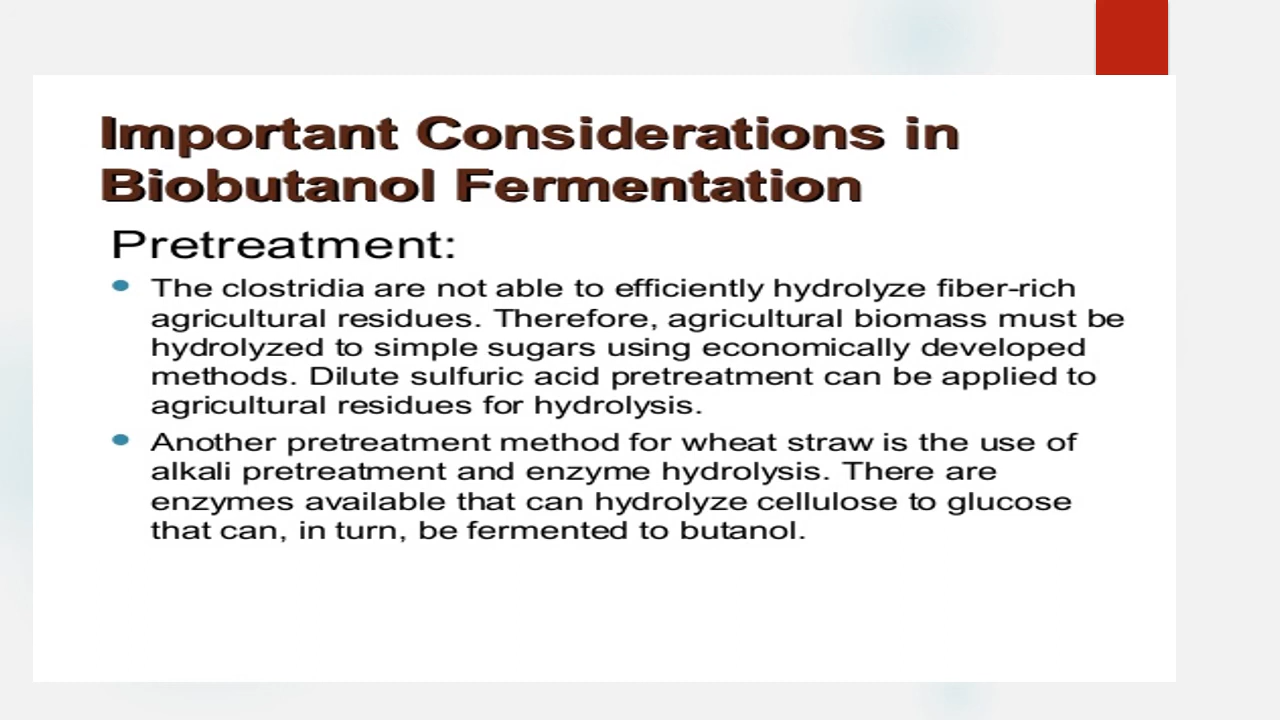 Important Considerations in
Biobutanol Fermentation
Pretreatment:
• The clostridia are not able to efficiently hydrolyze fiber-rich
agricultural residues. Therefore, agricultural biomass must be
hydrolyzed to simple sugars using economically developed
methods. Dilute sulfuric acid pretreatment can be applied to
agricultural residues for hydrolysis.
• Another pretreatment method for wheat straw is the use of
alkali pretreatment and enzyme hydrolysis. There are
enzymes available that can hydrolyze cellulose to glucose
that can, in turn, be fermented to butanol.